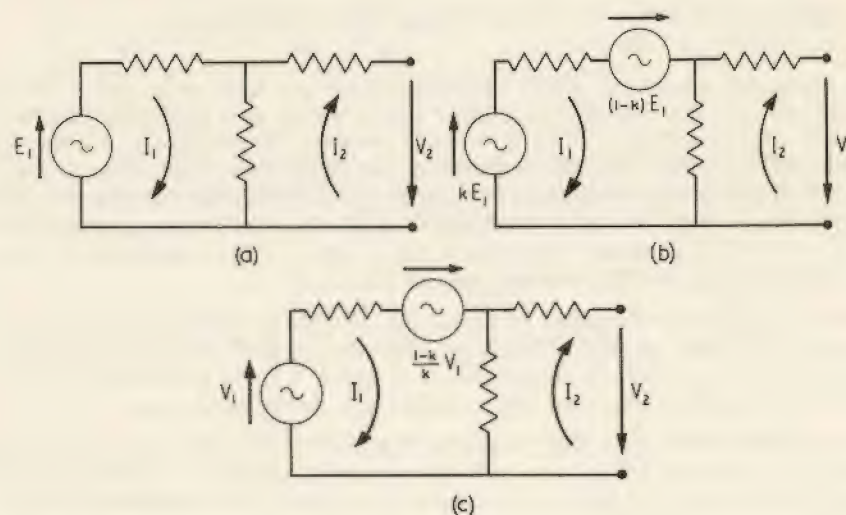 E₁
I₁
I₂
V₂
(a)
kE₁
I₁
(1-k) E₁
I₂
V
(b)
V₁
I₁
1-k/k V₁
I₂
V₂
(c)